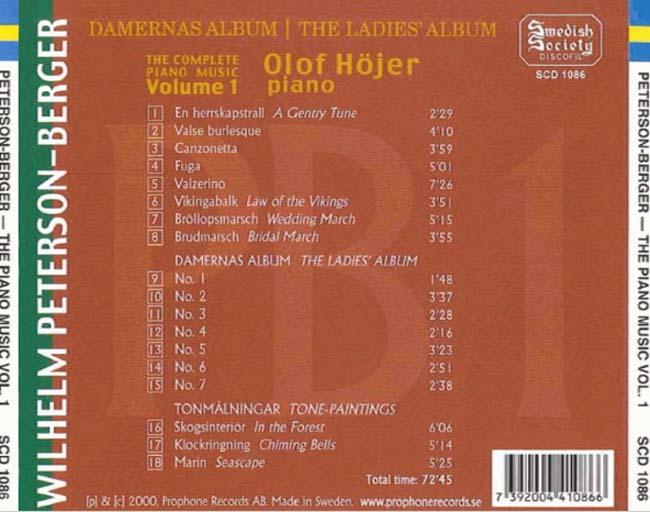 DAMERNAS ALBUM | THE LADIES' ALBUM
Swedish
Society
DISCOFIL
SCD 1086
THE COMPLETE
PIANO MUSIC
Volume 1
Olof Höjer
piano
1 En herrskapstrall A Gentry Tune 2'29
2 Valse burlesque 4'10
3 Canzonetta 3'59
4 Fuga 5'01
5 Valzerino 7'26
6 Vikingabalk Law of the Vikings 3'51
7 Bröllopsmarsch Wedding March 5'15
8 Brudmarsch Bridal March 3'55
DAMERNAS ALBUM THE LADIES' ALBUM
9 No. 1 1'48
10 No. 2 3'37
11 No. 3 2'28
12 No. 4 2'16
13 No. 5 3'23
14 No. 6 2'51
15 No. 7 2'38
TONMÅLNINGAR TONE-PAINTINGS
16 Skogsinteriör In the Forest 6'06
17 Klockringning Chiming Bells 5'14
18 Marin Seascape 5'25
Total time: 72'45
[p] & [c] 2000, Prophone Records AB. Made in Sweden. www.prophonerecords.se
7 392004 410866
PB1
WILHELM PETERSON-BERGER
PETERSON-BERGER — THE PIANO MUSIC VOL. 1 SCD 1086
PETERSON-BERGER — THE PIANO MUSIC VOL. 1 SCD 1086